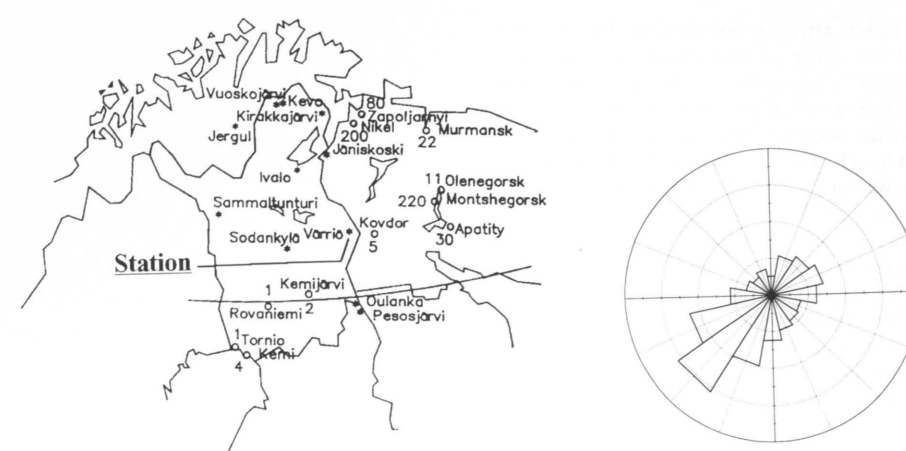 Vuoskojärvi
Kevo
Kirakkajärvi
180
Zapoljarnyi
Nikel
200
Murmansk
22
Jergul
Jäniskoski
Ivalo
11 Olenegorsk
220 Montshegorsk
Sammaltunturi
Kovdor
5
Apatity
30
Värriö
Sodankylä
Station
Kemijärvi
1
2
Rovaniemi
Oulanka
Pesosjärvi
1
Tornio
4 Kemi